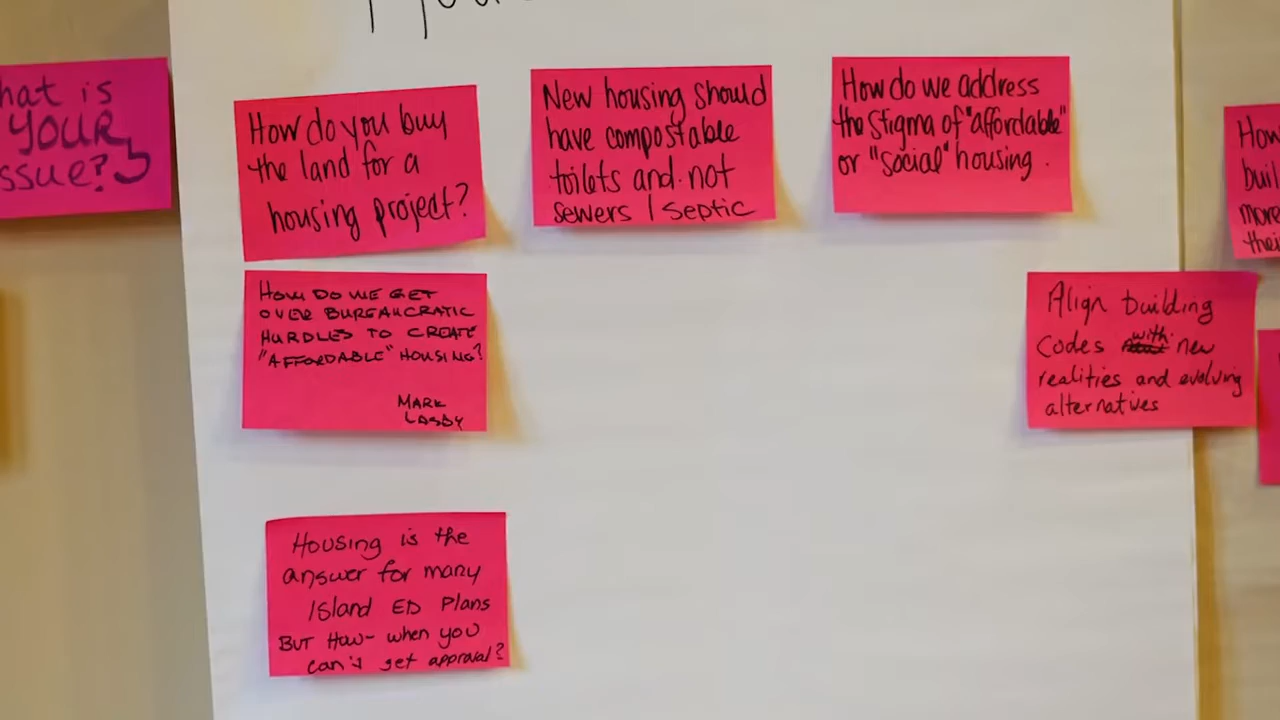 hat is
YOUR
ssue?
How do you buy
the land for a
housing project?
New housing should
have compostable
toilets and not
sewers / septic
How do we address
the stigma of "affordable"
or "social" housing.
HOW DO WE GET
OVER BUREAUCRATIC
HURDLES TO CREATE
"AFFORDABLE" HOUSING?
MARK
LASBY
Align building
codes with new
realities and evolving
alternatives
Housing is the
answer for many
Island ED Plans
BUT How- when you
can't get approval?
How
buil
more
thei